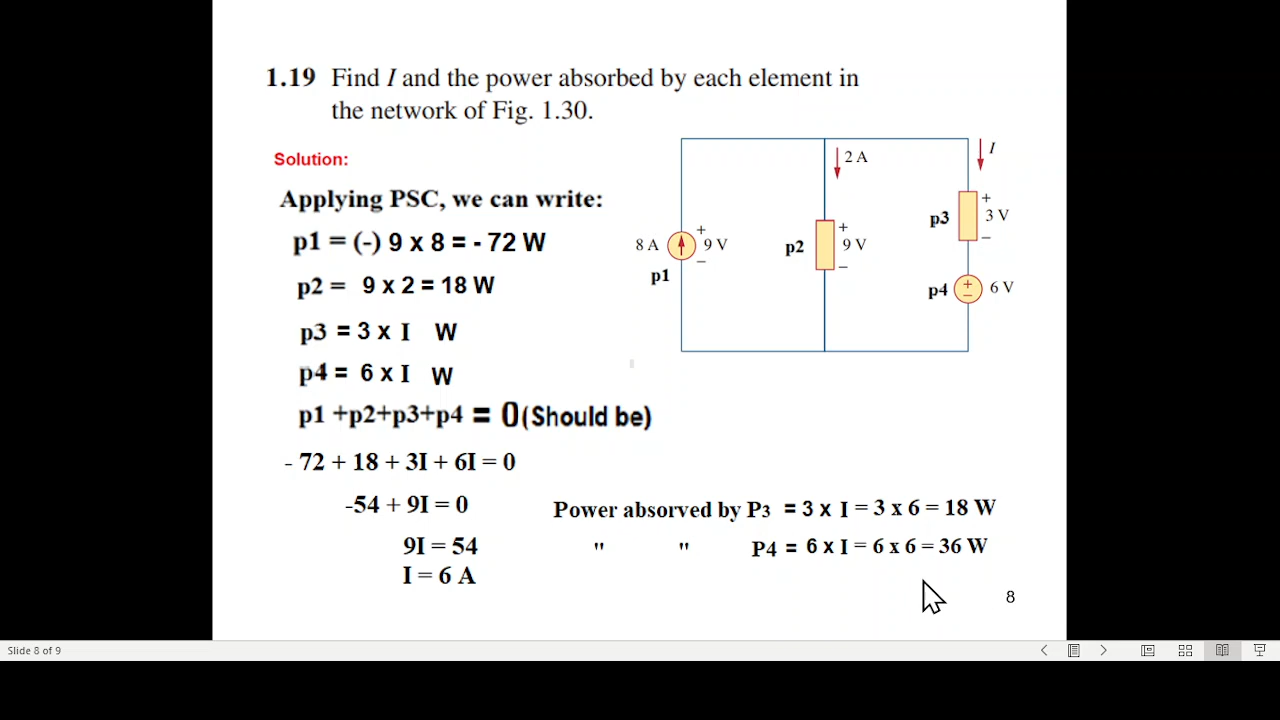 1.19 Find I and the power absorbed by each element in
the network of Fig. 1.30.
Solution:
Applying PSC, we can write:
p1 = (-) 9 x 8 = - 72 W
p2 = 9 x 2 = 18 W
p3 = 3 x I W
p4 = 6 x I W
p1 +p2+p3+p4 = 0(Should be)
- 72 + 18 + 3I + 6I = 0
-54 + 9I = 0
9I = 54
I = 6 A
2 A
I
8 A
+
9 V
−
p1
p2
+
9 V
−
p3
+
3 V
−
p4
+
−
6 V
Power absorved by P3 = 3 x I = 3 x 6 = 18 W
" " P4 = 6 x I = 6 x 6 = 36 W
8
Slide 8 of 9